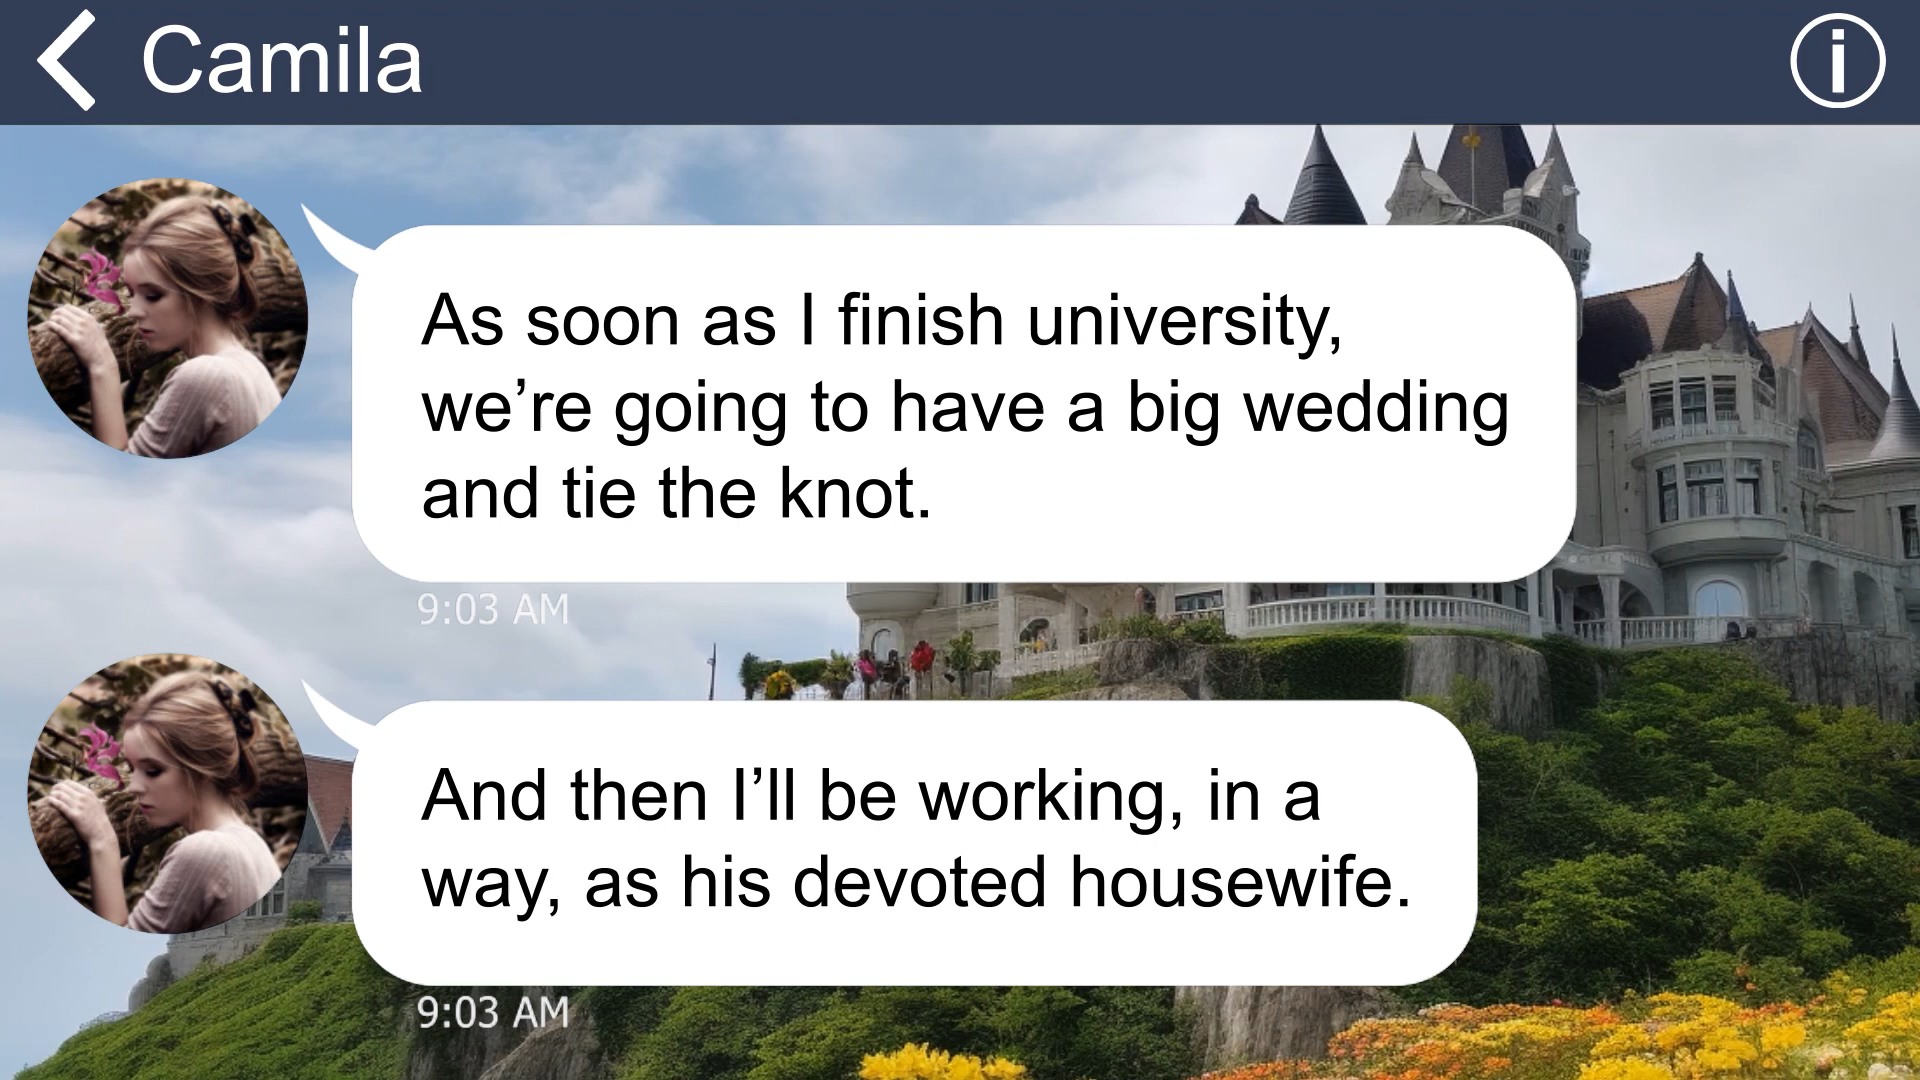 Camila
As soon as I finish university,
we’re going to have a big wedding
and tie the knot.
9:03 AM
And then I’ll be working, in a
way, as his devoted housewife.
9:03 AM